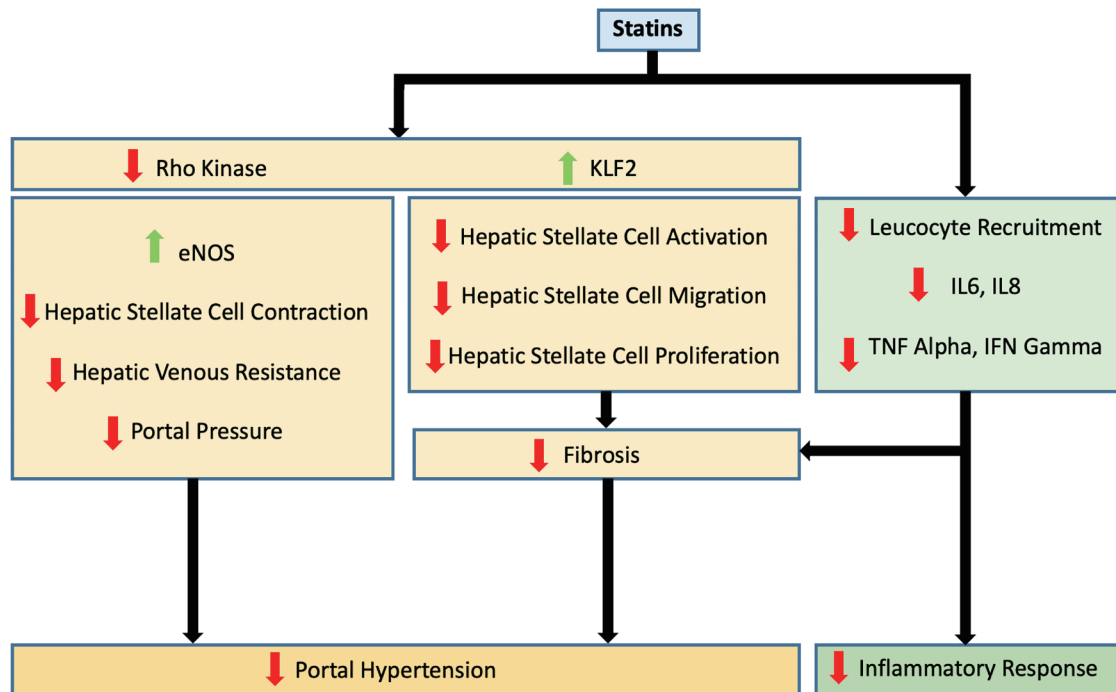 Statins
Rho Kinase
KLF2
eNOS
Hepatic Stellate Cell Contraction
Hepatic Venous Resistance
Portal Pressure
Hepatic Stellate Cell Activation
Hepatic Stellate Cell Migration
Hepatic Stellate Cell Proliferation
Leucocyte Recruitment
IL6, IL8
TNF Alpha, IFN Gamma
Fibrosis
Portal Hypertension
Inflammatory Response